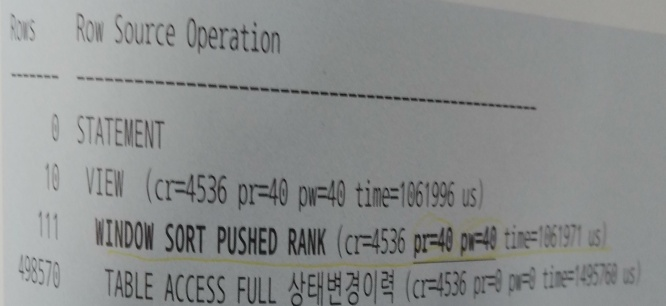 Rows Row Source Operation
------- ---------------------------------------------------
0 STATEMENT
10 VIEW (cr=4536 pr=40 pw=40 time=1061996 us)
111 WINDOW SORT PUSHED RANK (cr=4536 pr=40 pw=40 time=1061971 us)
498570 TABLE ACCESS FULL 상태변경이력 (cr=4536 pr=0 pw=0 time=1495760 us)